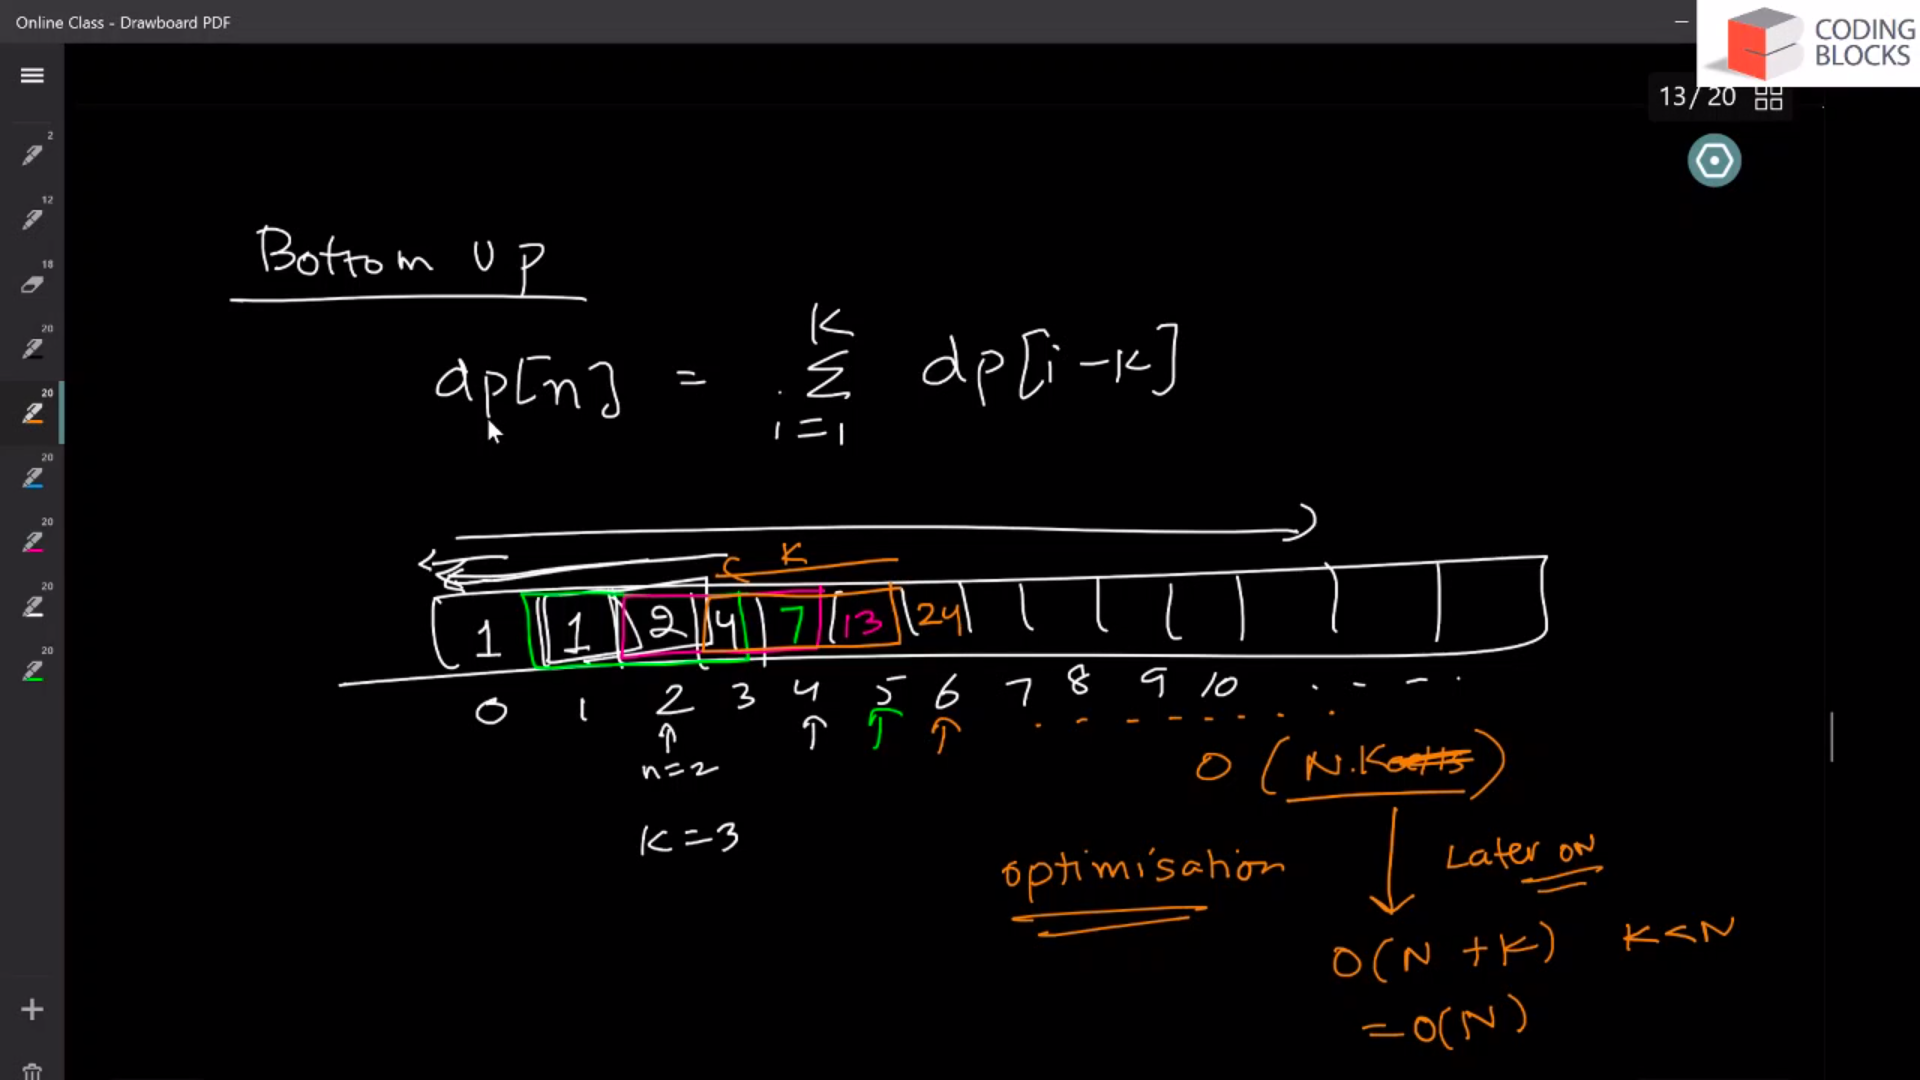 Online Class - Drawboard PDF
CODING
BLOCKS
13/ 20
2
12
18
20
20
20
20
20
20
Bottom Up
dp[n] = K Σ i=1 dp[i-k]
K
1 1 2 4 7 13 24
0 1 2 3 4 5 6 7 8 9 10 . - - .
n=2
O (N.K)
K=3
optimisation
Later ON
O(N + K) K<N
=O(N)